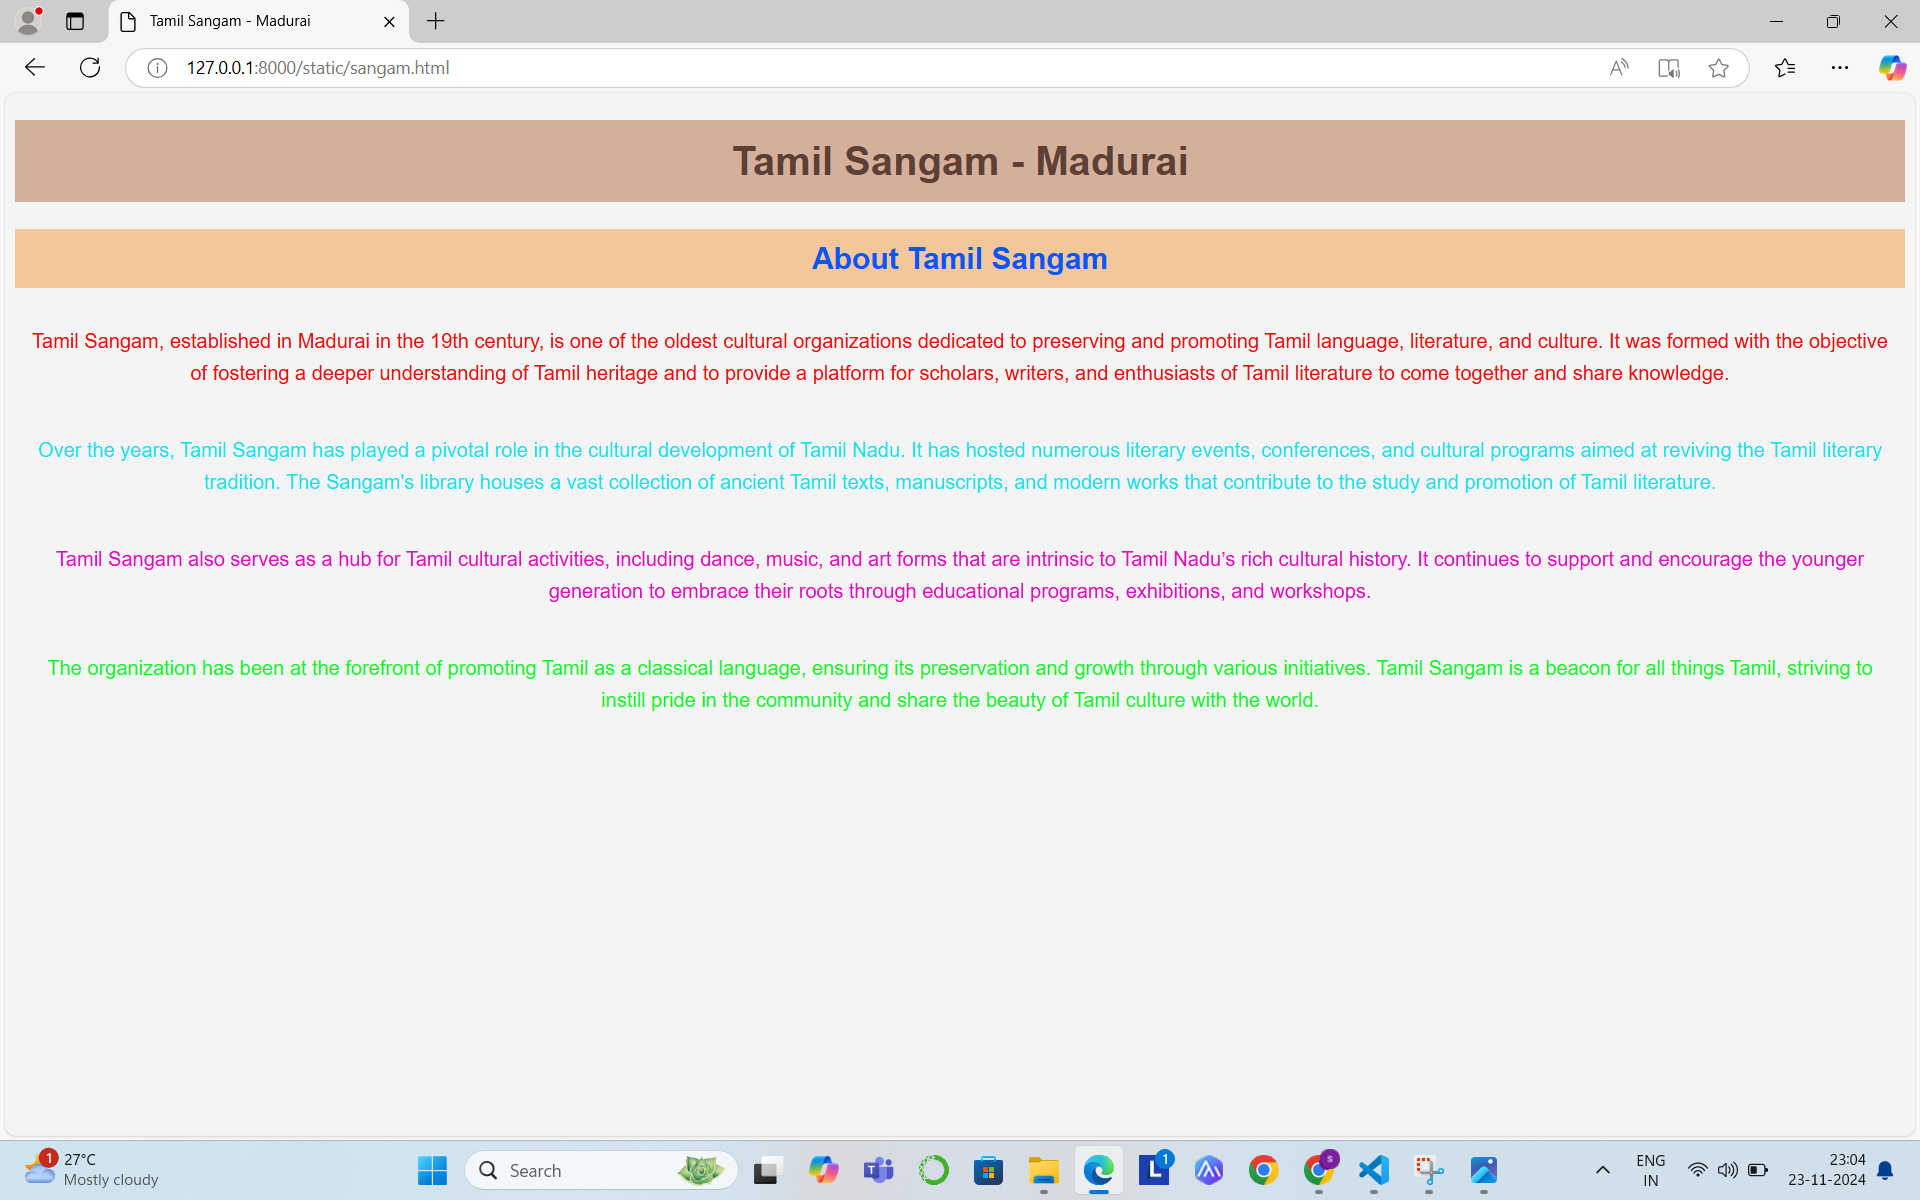 Tamil Sangam - Madurai
127.0.0.1:8000/static/sangam.html
Tamil Sangam - Madurai
About Tamil Sangam
Tamil Sangam, established in Madurai in the 19th century, is one of the oldest cultural organizations dedicated to preserving and promoting Tamil language, literature, and culture. It was formed with the objective
of fostering a deeper understanding of Tamil heritage and to provide a platform for scholars, writers, and enthusiasts of Tamil literature to come together and share knowledge.
Over the years, Tamil Sangam has played a pivotal role in the cultural development of Tamil Nadu. It has hosted numerous literary events, conferences, and cultural programs aimed at reviving the Tamil literary
tradition. The Sangam's library houses a vast collection of ancient Tamil texts, manuscripts, and modern works that contribute to the study and promotion of Tamil literature.
Tamil Sangam also serves as a hub for Tamil cultural activities, including dance, music, and art forms that are intrinsic to Tamil Nadu’s rich cultural history. It continues to support and encourage the younger
generation to embrace their roots through educational programs, exhibitions, and workshops.
The organization has been at the forefront of promoting Tamil as a classical language, ensuring its preservation and growth through various initiatives. Tamil Sangam is a beacon for all things Tamil, striving to
instill pride in the community and share the beauty of Tamil culture with the world.
1
27°C
Mostly cloudy
Search
L
1
S
ENG
IN
23:04
23-11-2024